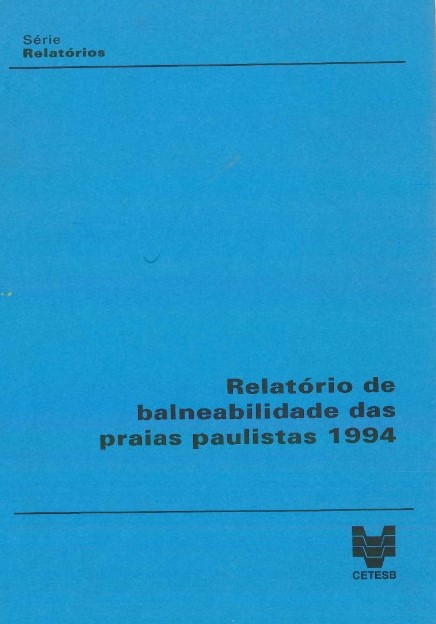 Série
Relatórios
Relatório de
balneabilidade das
praias paulistas 1994
CETESB